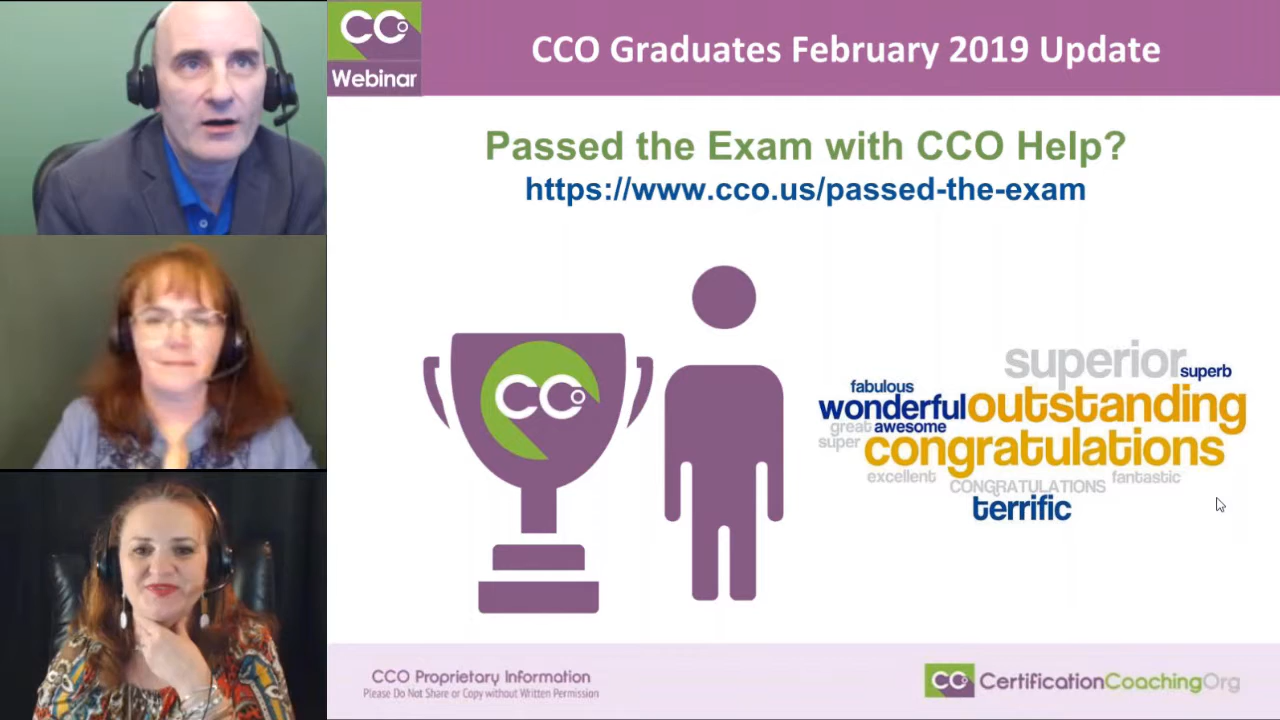 CCO
Webinar
CCO Graduates February 2019 Update
Passed the Exam with CCO Help?
https://www.cco.us/passed-the-exam
CCO
superior
superb
fabulous
wonderful
outstanding
great
awesome
super
congratulations
excellent
CONGRATULATIONS
fantastic
terrific
CCO Proprietary Information
Please Do Not Share or Copy without Written Permission
CCO CertificationCoachingOrg